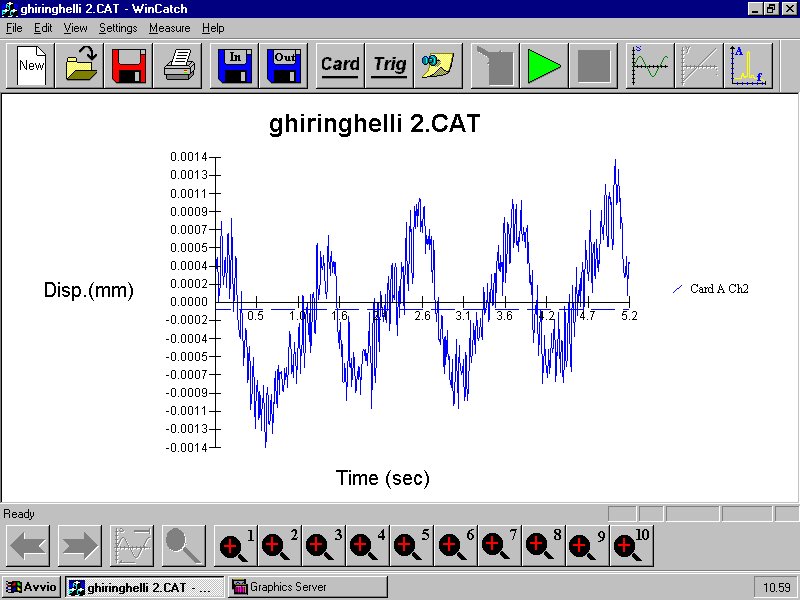 ghiringhelli 2.CAT - WinCatch
File Edit View Settings Measure Help
New In Out Card Trig S y A f
ghiringhelli 2.CAT
0.0014
0.0013
0.0011
0.0009
0.0007
0.0005
0.0004
0.0002
0.0000
-0.0002
-0.0004
-0.0005
-0.0007
-0.0009
-0.0011
-0.0013
-0.0014
Disp.(mm)
Card A Ch2
0.5 1.0 1.6 2.6 3.1 3.6 4.2 4.7 5.2
Time (sec)
Ready
1 2 3 4 5 6 7 8 9 10
Avvio ghiringhelli 2.CAT - ... Graphics Server 10.59